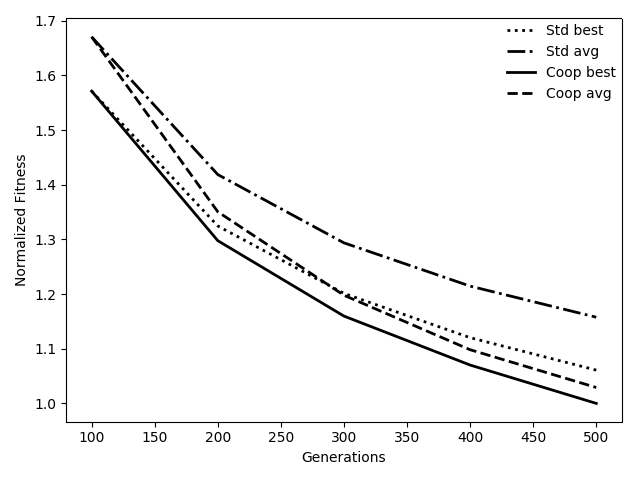 1.7
1.6
1.5
1.4
1.3
1.2
1.1
1.0
Normalized Fitness
Std best
Std avg
Coop best
Coop avg
100 150 200 250 300 350 400 450 500
Generations